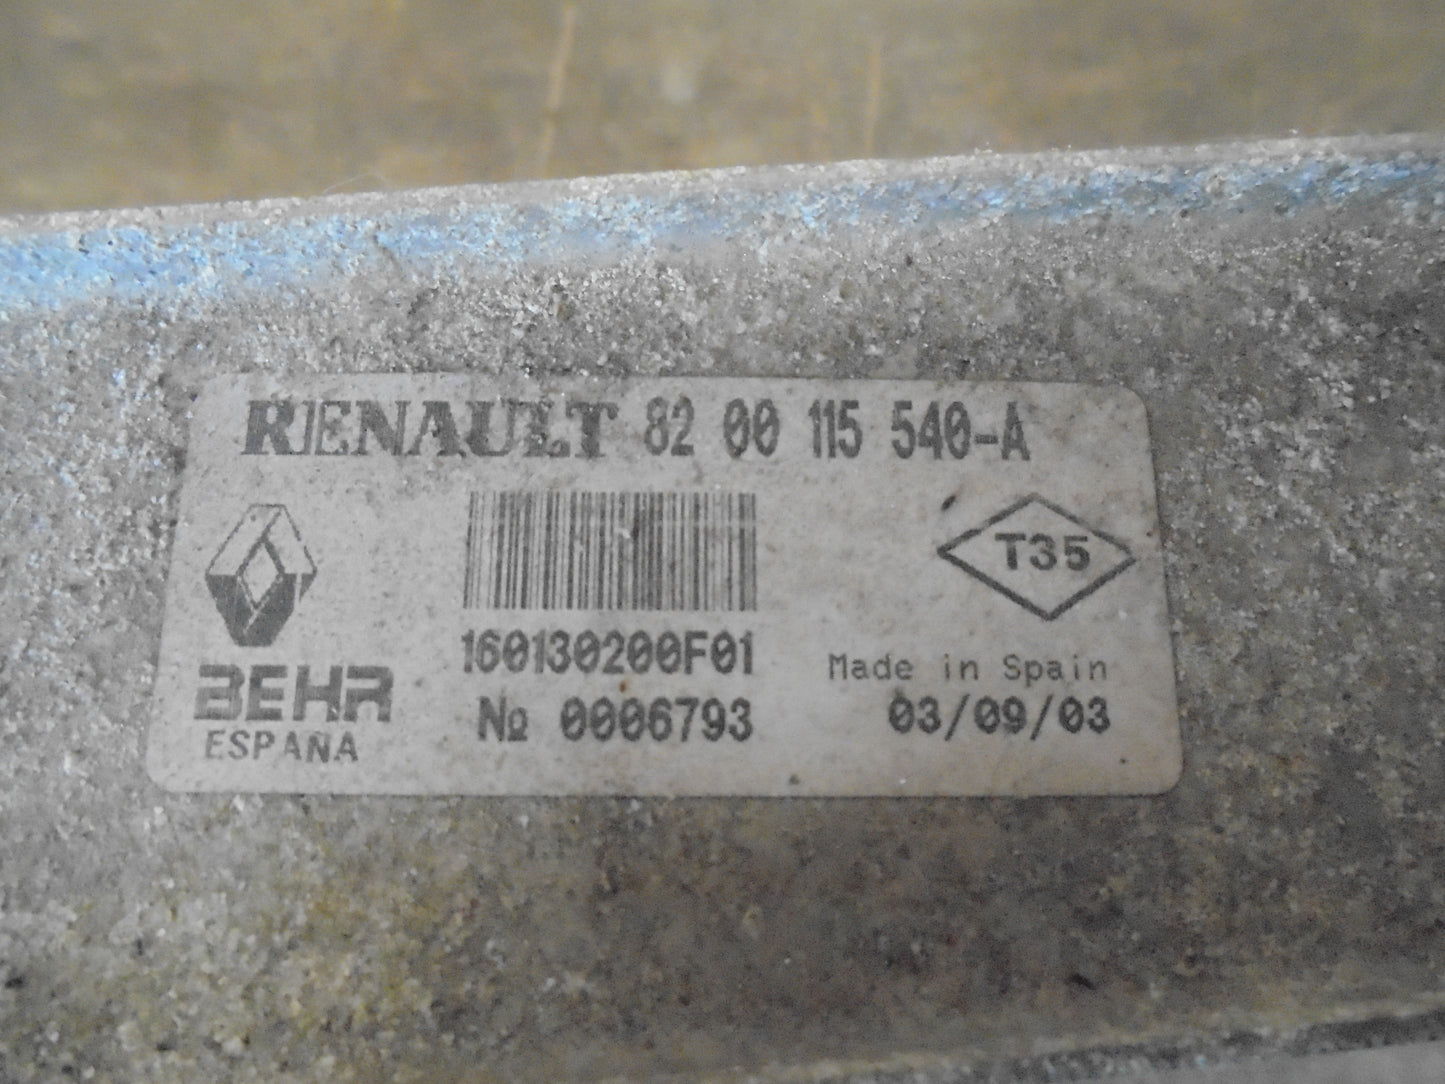 RENAULT 82 00 115 540-A
T35
160130200F01
BEHR
ESPAÑA
Made in Spain
№ 0006793
03/09/03